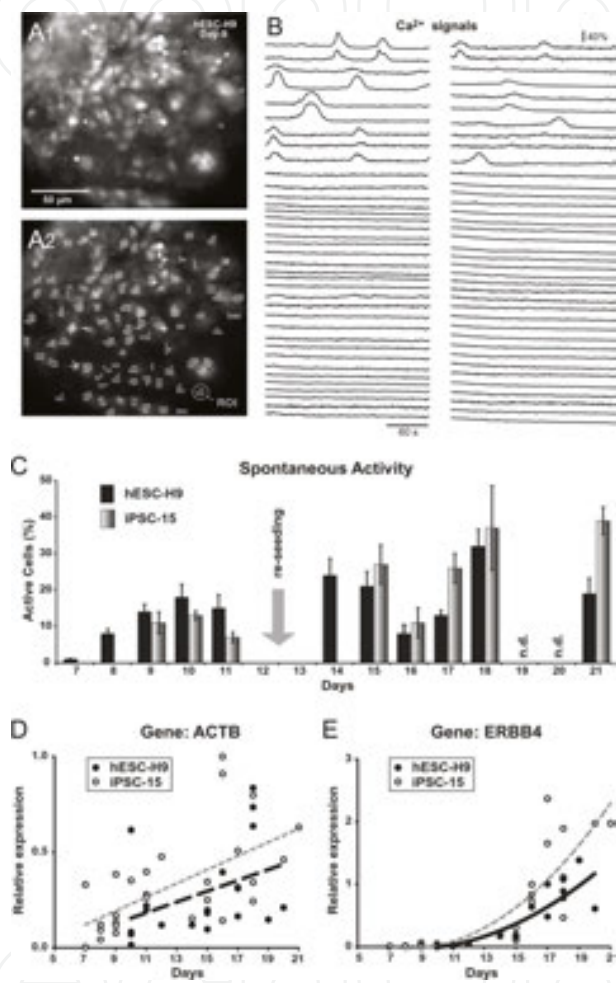 A1
hESC-H9
Day 8
50 µm
A2
ROI
B
Ca²⁺ signals
40%
60 s
C
Spontaneous Activity
hESC-H9
iPSC-15
re-seeding
Active Cells (%)
50
30
10
0
n.d.
n.d.
7 8 9 10 11 12 13 14 15 16 17 18 19 20 21
Days
D
Gene: ACTB
hESC-H9
iPSC-15
Relative expression
1.0
0.5
0.0
5 7 9 11 13 15 17 19 21
Days
E
Gene: ERBB4
hESC-H9
iPSC-15
Relative expression
3
2
1
0
5 7 9 11 13 15 17 19 21
Days